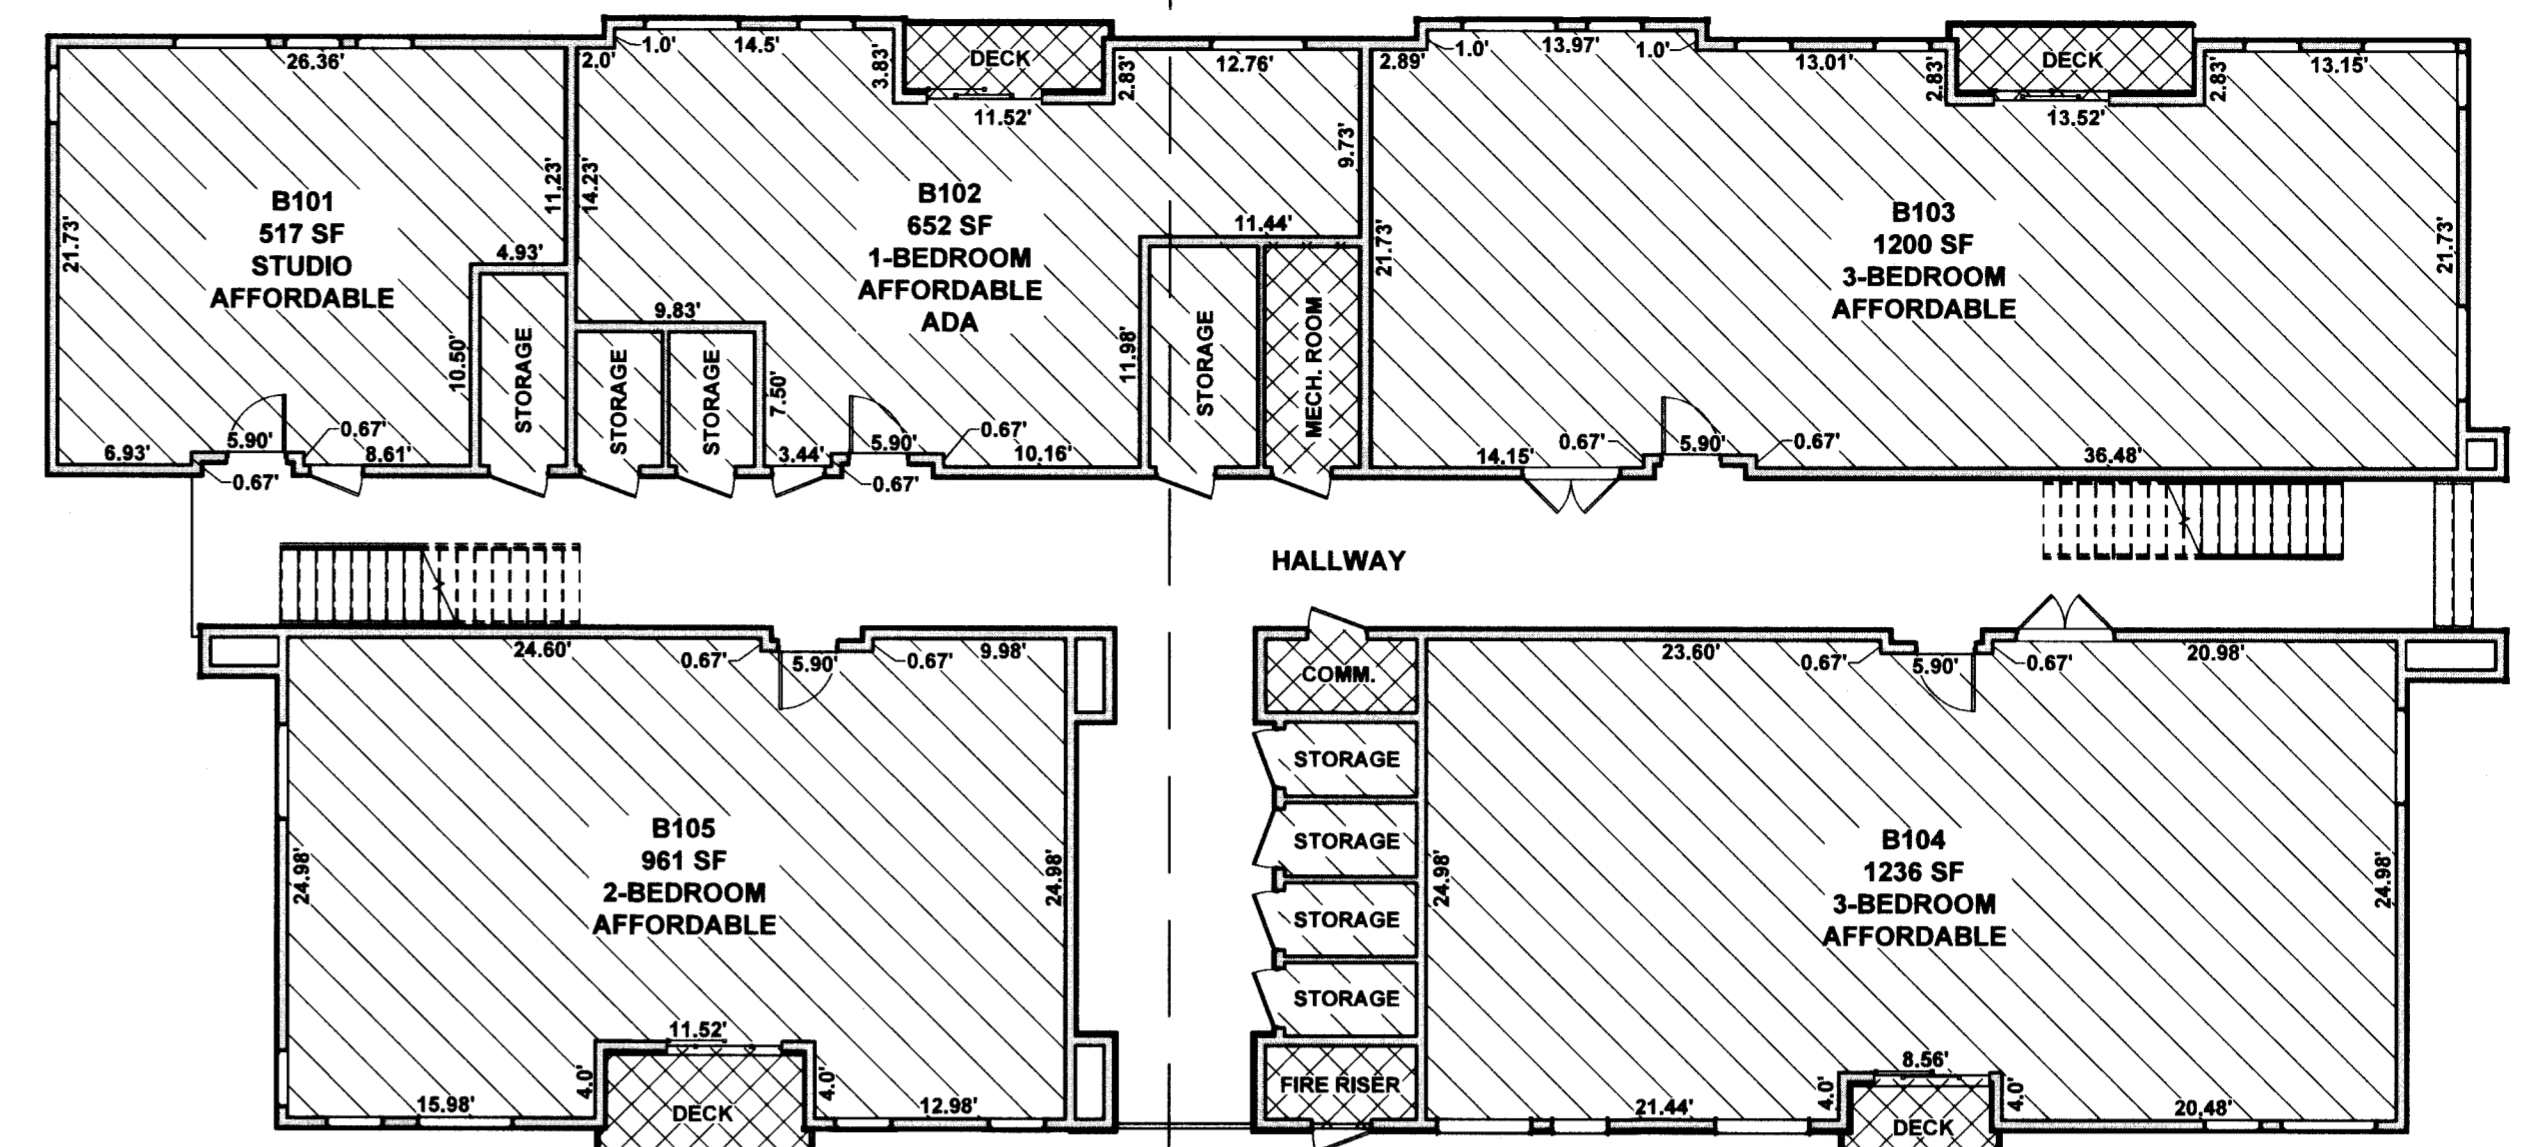 DECK
DECK
26.36'
2.0'
1.0'
14.5'
3.83'
2.83'
12.76'
2.89'
1.0'
13.97'
1.0'
13.01'
2.83'
2.83'
13.15'
11.52'
13.52'
21.73'
B101
517 SF
STUDIO
AFFORDABLE
11.23'
14.23'
B102
652 SF
1-BEDROOM
AFFORDABLE
ADA
9.73'
11.44'
21.73'
B103
1200 SF
3-BEDROOM
AFFORDABLE
21.73'
4.93'
10.50'
STORAGE
9.83'
STORAGE
STORAGE
7.50'
11.98'
STORAGE
MECH. ROOM
6.93'
5.90'
0.67'
8.61'
0.67'
3.44'
5.90'
0.67'
10.16'
0.67'
14.15'
0.67'
5.90'
0.67'
36.48'
HALLWAY
24.60'
0.67'
5.90'
0.67'
9.98'
COMM.
23.60'
0.67'
5.90'
0.67'
20.98'
STORAGE
STORAGE
STORAGE
STORAGE
FIRE RISER
24.98'
B105
961 SF
2-BEDROOM
AFFORDABLE
24.98'
24.98'
B104
1236 SF
3-BEDROOM
AFFORDABLE
24.98'
15.98'
4.0'
11.52'
DECK
4.0'
12.98'
21.44'
4.0'
8.56'
DECK
4.0'
20.48'